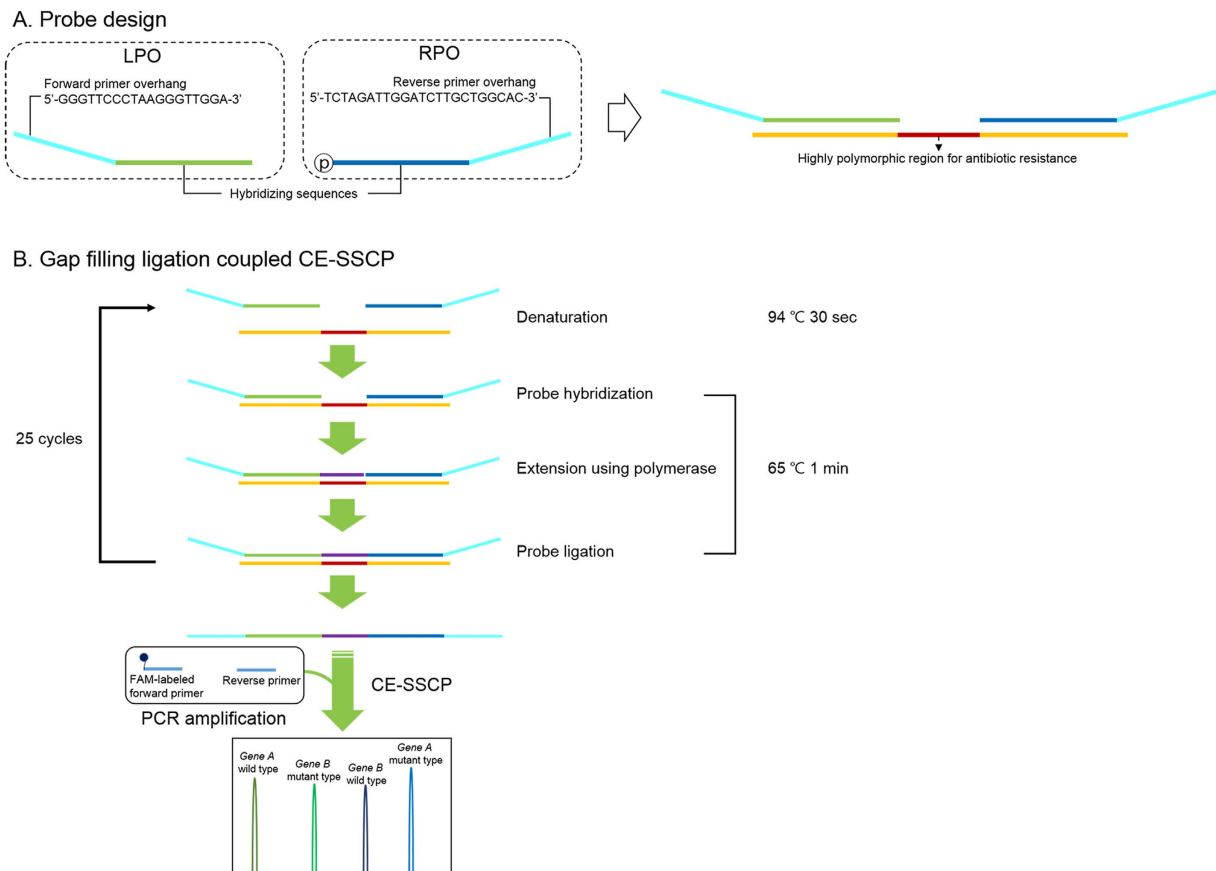 A. Probe design
LPO
RPO
Forward primer overhang
5'-GGGTTCCCTAAGGGTTGGA-3'
Reverse primer overhang
5'-TCTAGATTGGATCTTGCTGGCAC-3'
p
Hybridizing sequences
Highly polymorphic region for antibiotic resistance
B. Gap filling ligation coupled CE-SSCP
Denaturation
94 ℃ 30 sec
Probe hybridization
25 cycles
Extension using polymerase
65 ℃ 1 min
Probe ligation
FAM-labeled
forward primer
Reverse primer
CE-SSCP
PCR amplification
Gene A
wild type
Gene B
mutant type
Gene B
wild type
Gene A
mutant type